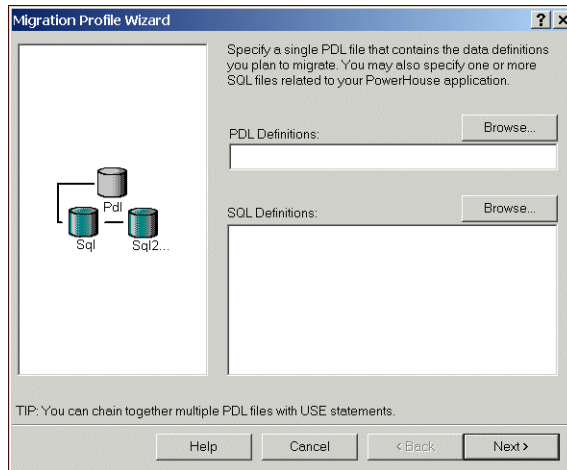 Migration Profile Wizard
Specify a single PDL file that contains the data definitions
you plan to migrate. You may also specify one or more
SQL files related to your PowerHouse application.
PDL Definitions:
Browse...
Pdl
Sql
Sql2...
SQL Definitions:
Browse...
TIP: You can chain together multiple PDL files with USE statements.
Help
Cancel
< Back
Next >